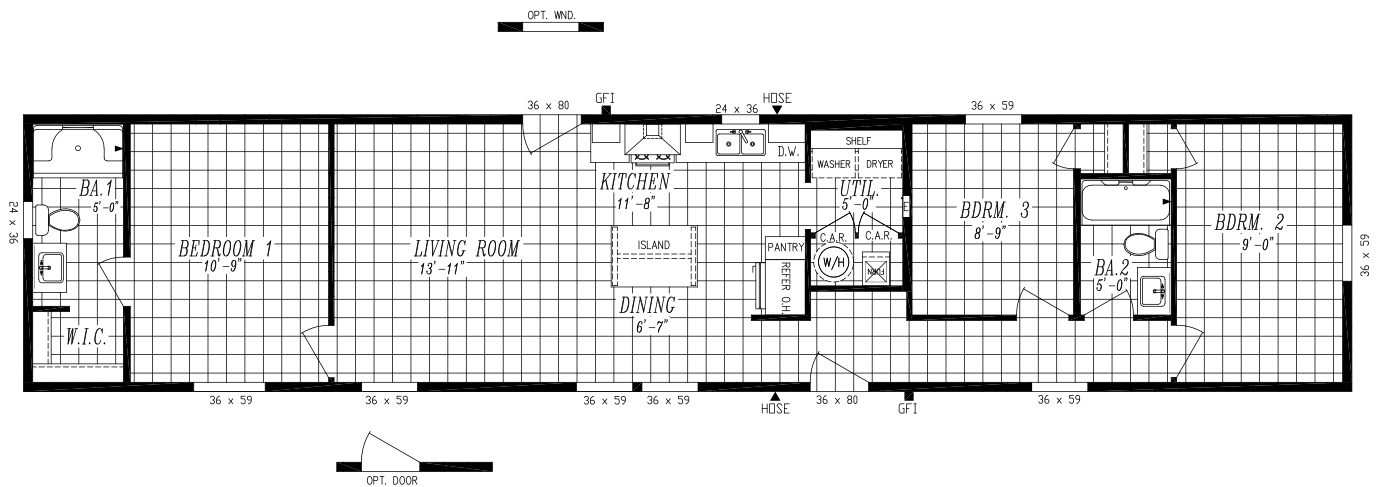 OPT. WND.
36 x 80
GFI
24 x 36
HOSE
36 x 59
D.W.
SHELF
WASHER
DRYER
KITCHEN
11'-8"
UTIL.
5'-0"
BA.1
5'-0"
24 x 36
E
BDRM. 3
8'-9"
BDRM. 2
9'-0"
36 x 59
BEDROOM 1
10'-9"
LIVING ROOM
13'-11"
ISLAND
PANTRY
REFER O.H.
C.A.R.
C.A.R.
W/H
FURN
BA.2
5'-0"
DINING
6'-7"
W.I.C.
36 x 59
36 x 59
36 x 59
36 x 59
HOSE
36 x 80
GFI
36 x 59
OPT. DOOR